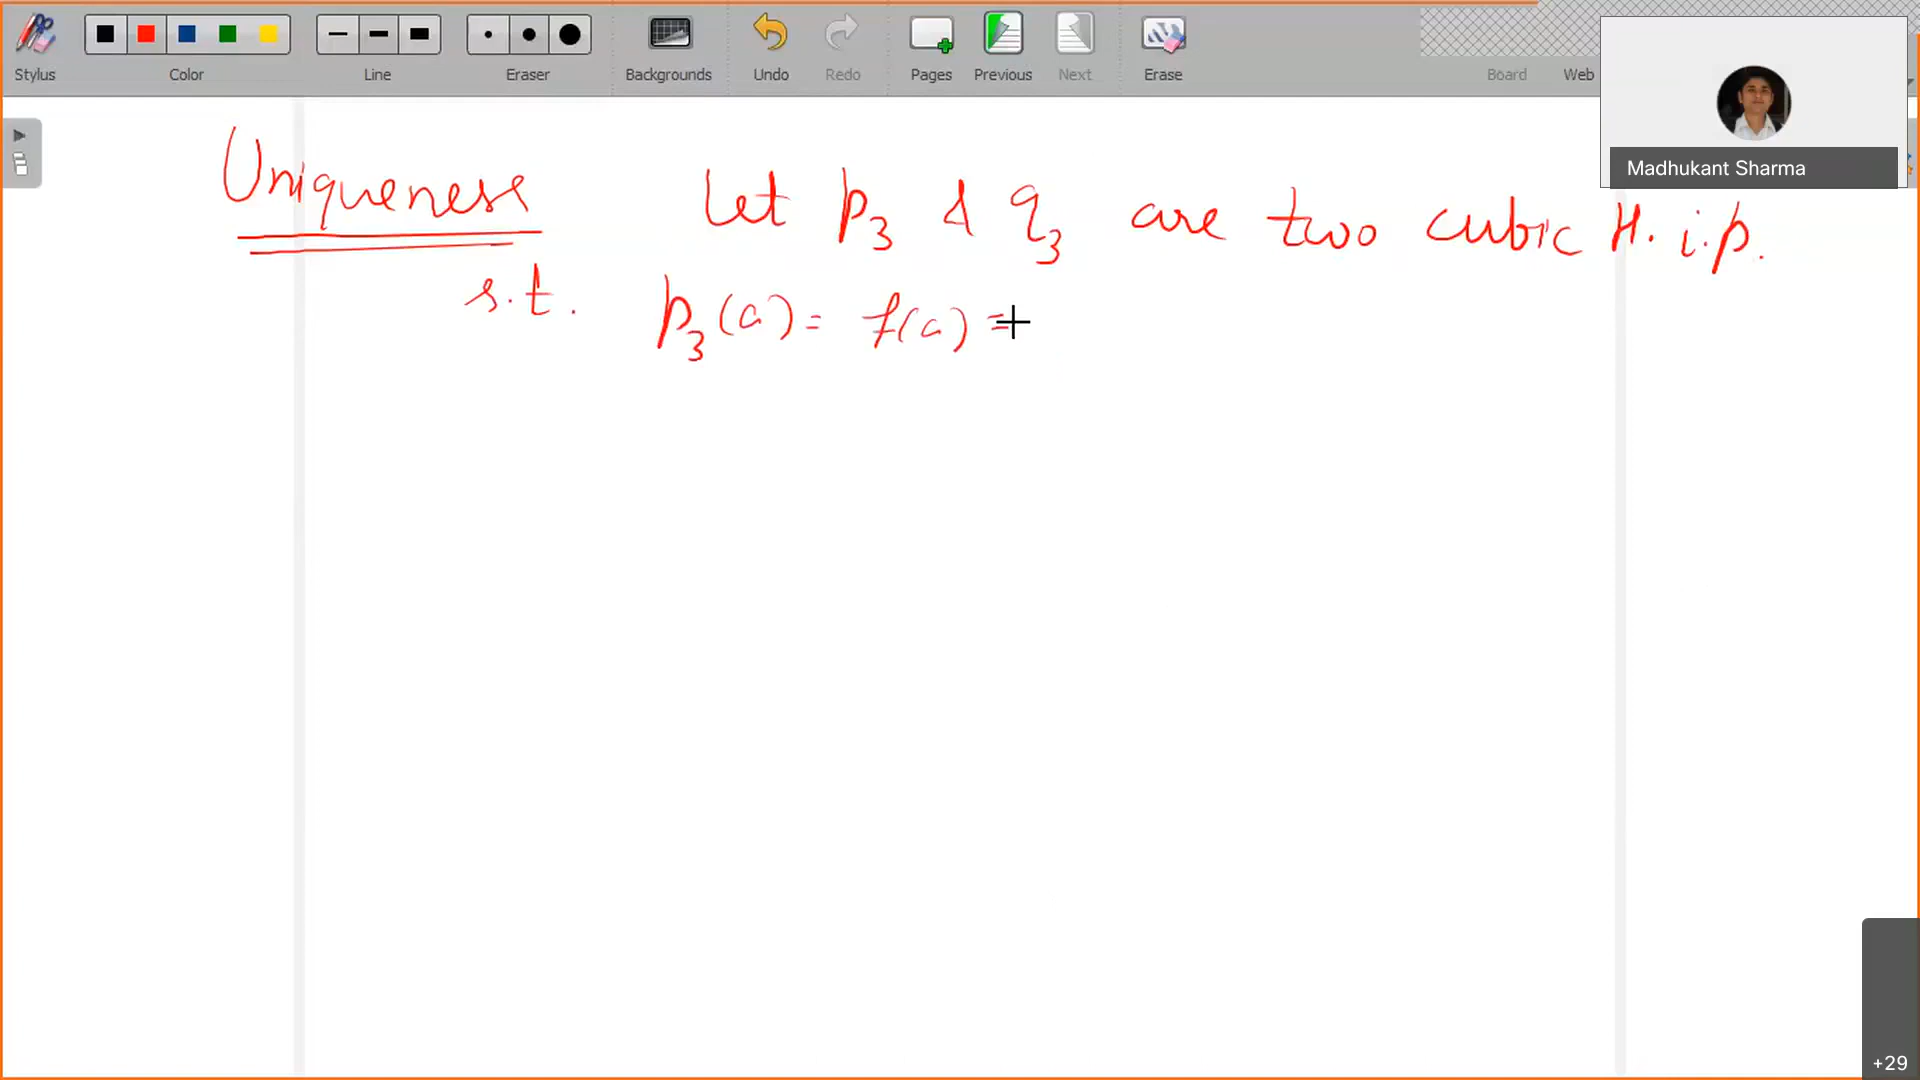 Stylus
Color
Line
Eraser
Backgrounds
Undo
Redo
Pages
Previous
Next
Erase
Board
Web
Madhukant Sharma
Uniqueness Let p₃ & q₃ are two cubic H. i.p.
s.t. p₃(a) = f(a) =
+29